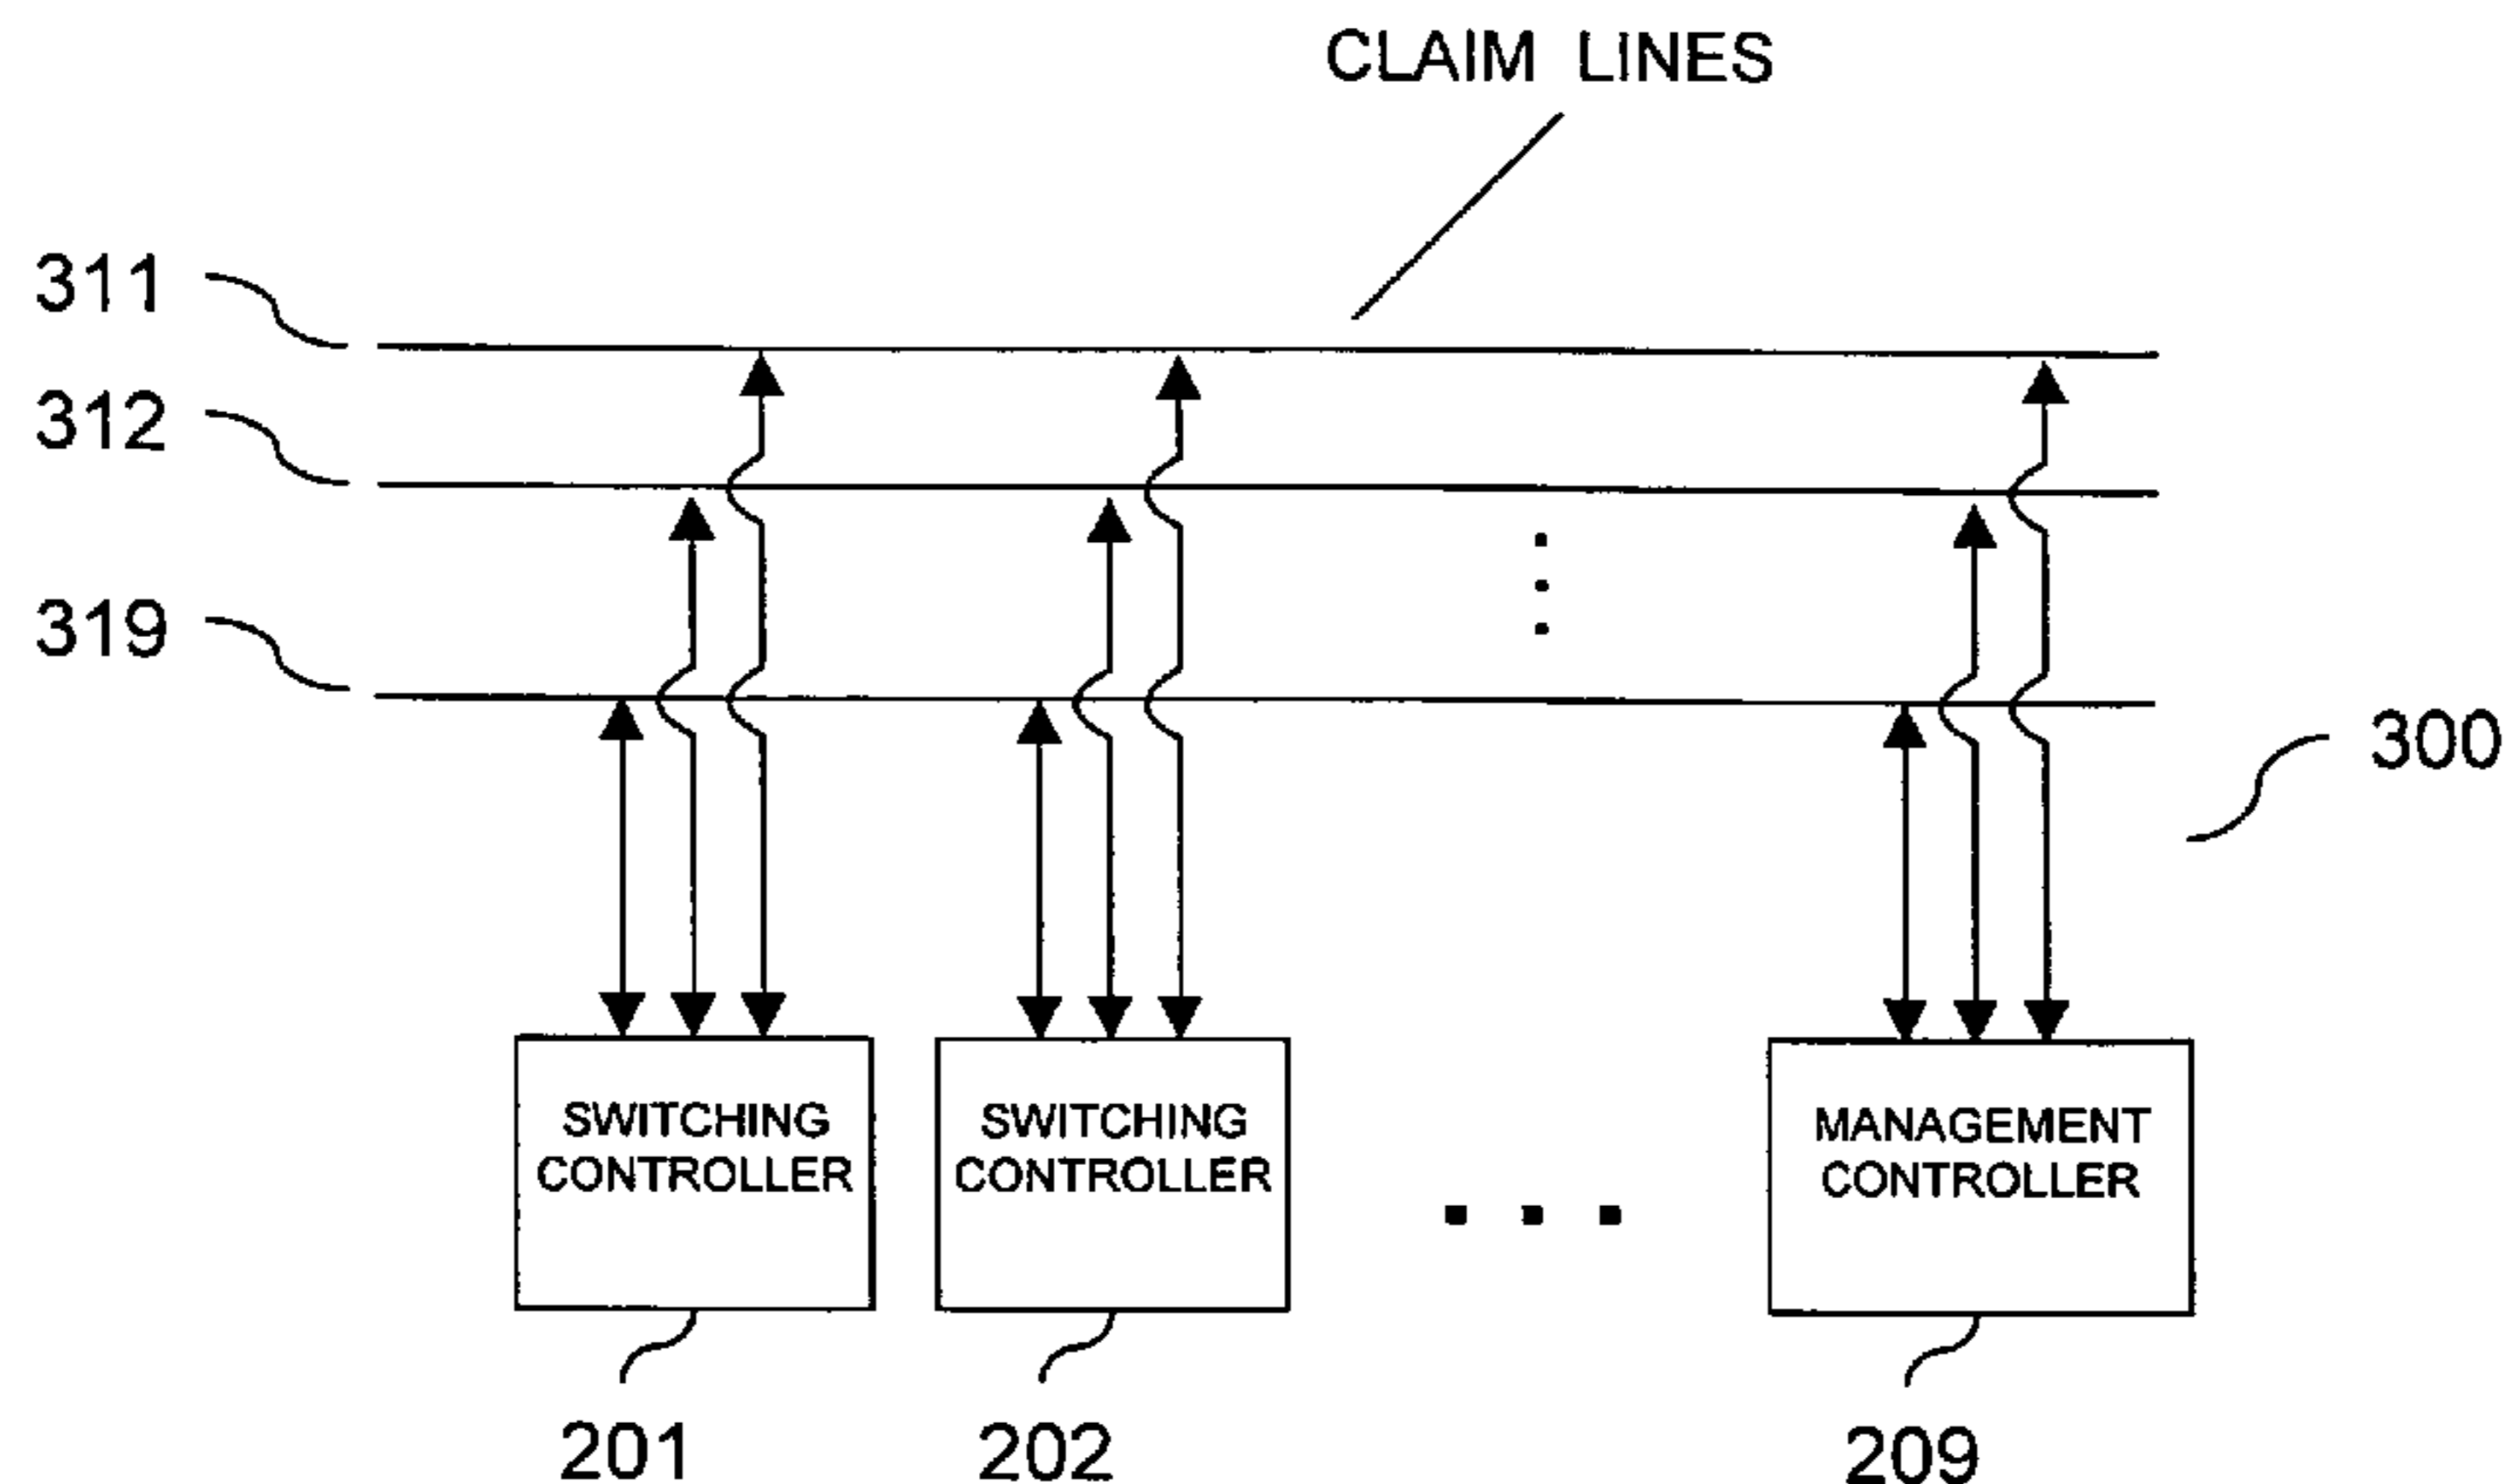 CLAIM LINES
311
312
319
300
SWITCHING
CONTROLLER
SWITCHING
CONTROLLER
MANAGEMENT
CONTROLLER
201
202
209